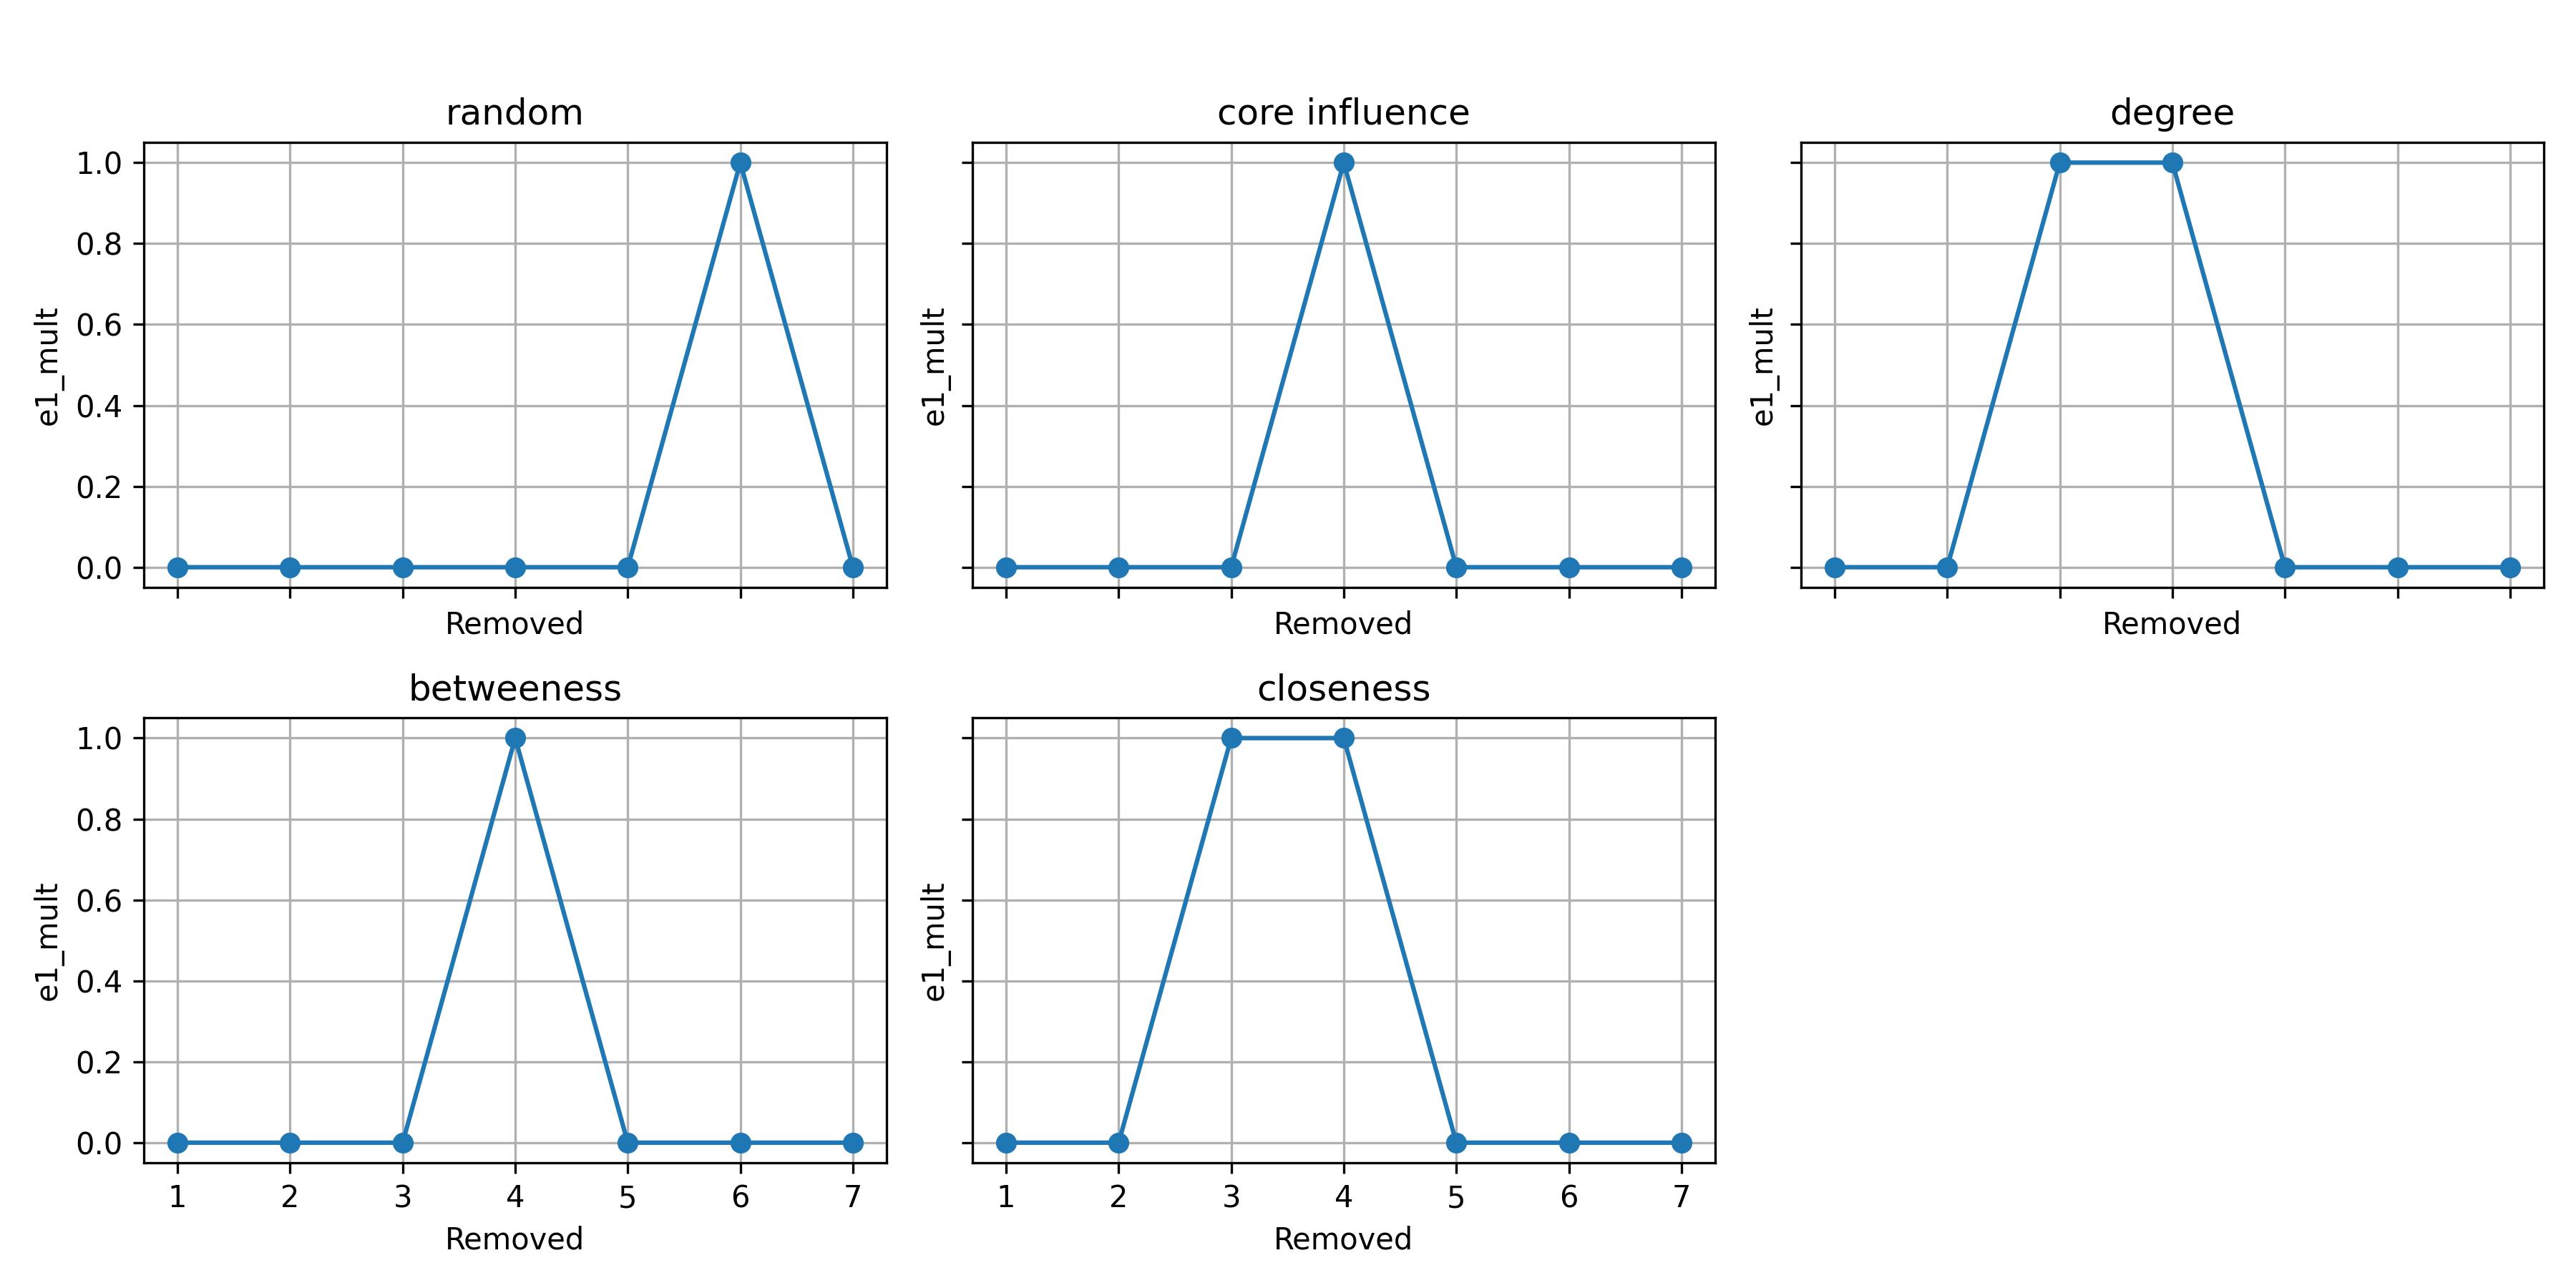 random
core influence
degree
1.0
0.8
0.6
0.4
0.2
0.0
e1_mult
e1_mult
e1_mult
Removed
Removed
Removed
betweeness
closeness
1.0
0.8
0.6
0.4
0.2
0.0
e1_mult
e1_mult
1 2 3 4 5 6 7
1 2 3 4 5 6 7
Removed
Removed